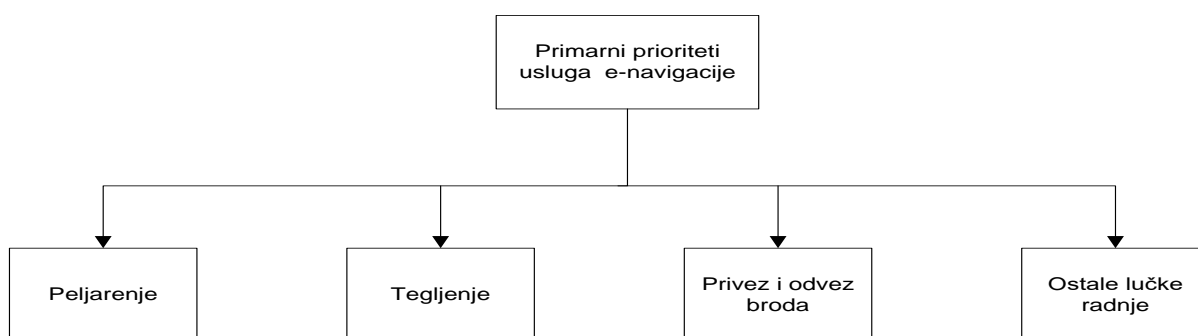 Primarni prioriteti
usluga e-navigacije
Peljarenje
Tegljenje
Privez i odvez
broda
Ostale lučke
radnje